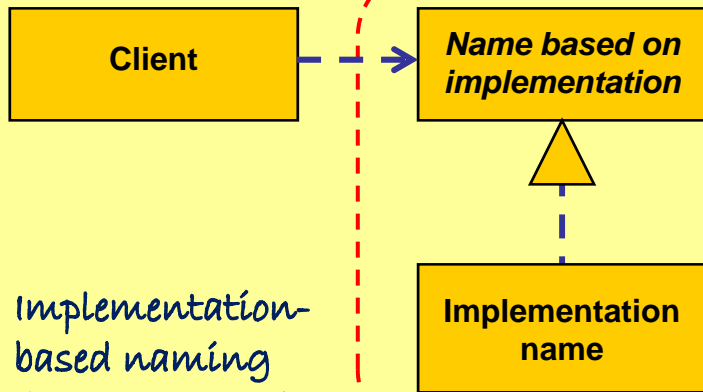 Client
Name based on
implementation
Implementation
name
Implementation-
based naming